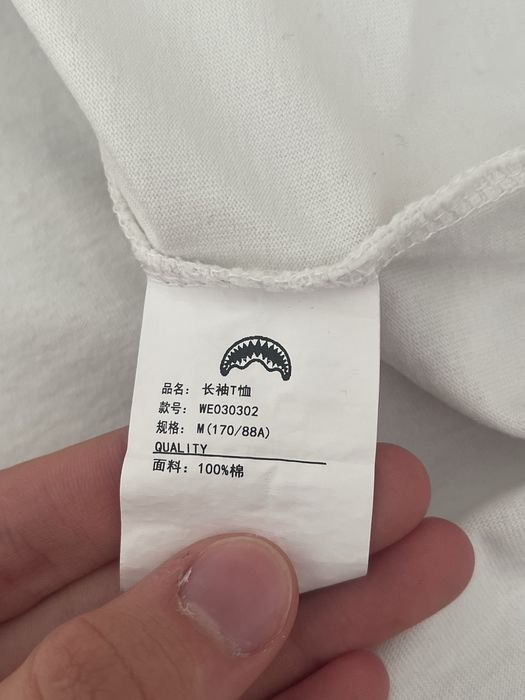 品名: 长袖T恤
款号: WE030302
规格: M(170/88A)
QUALITY
面料: 100%棉